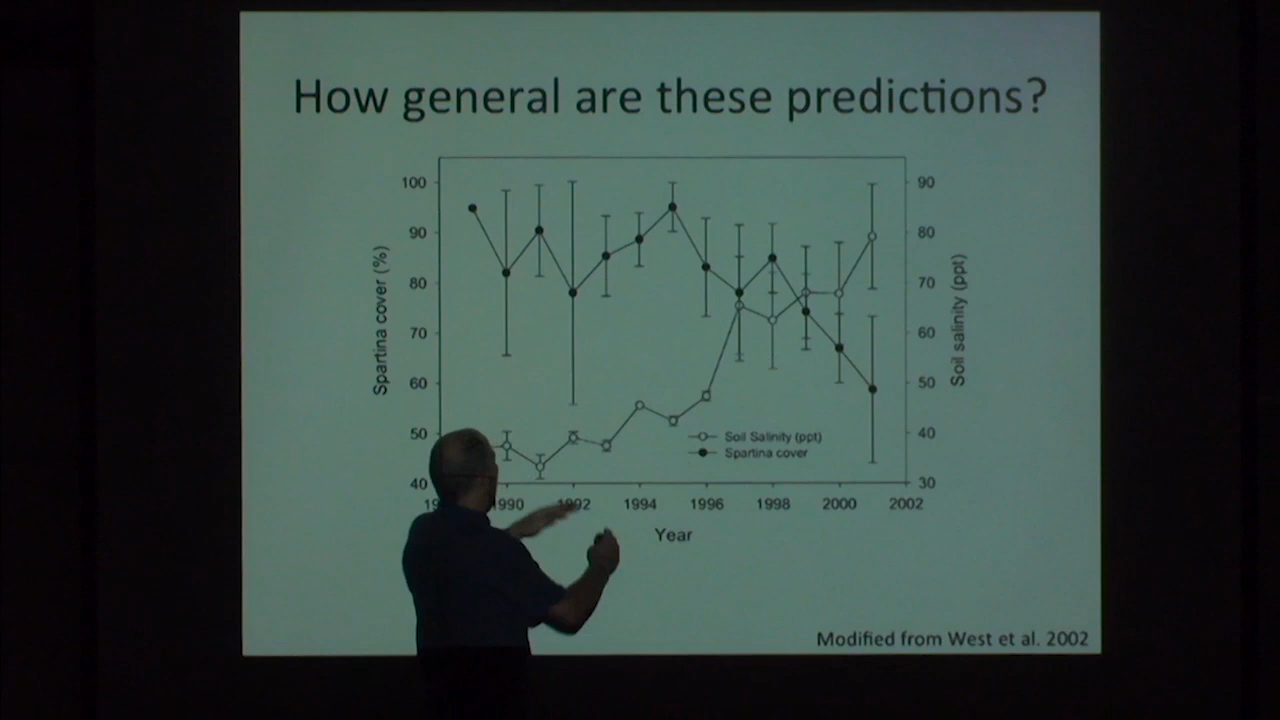 How general are these predictions?
100
90
80
70
60
50
40
Spartina cover (%)
90
80
70
60
50
40
30
Soil salinity (ppt)
Soil Salinity (ppt)
Spartina cover
1990 1992 1994 1996 1998 2000 2002
Year
Modified from West et al. 2002